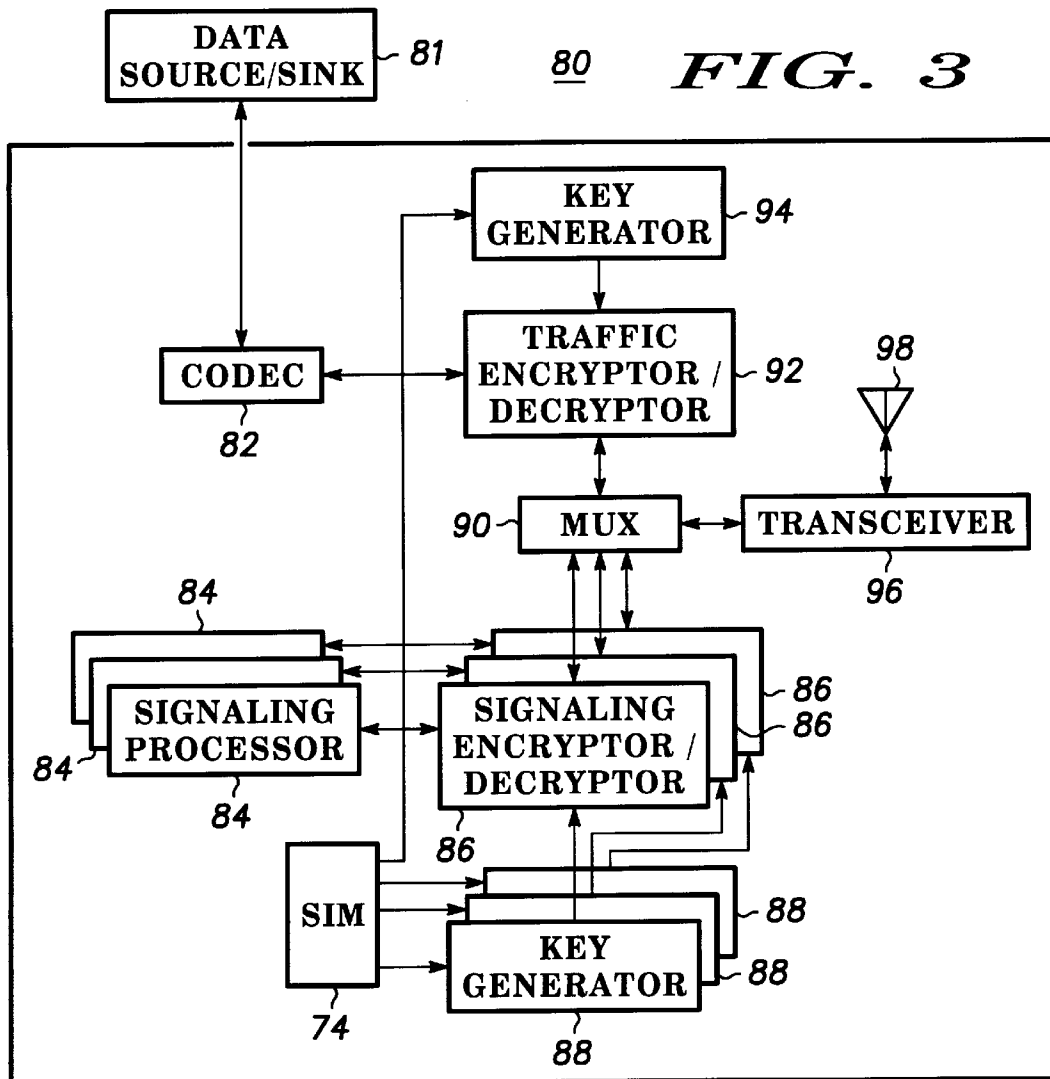 DATA
SOURCE/SINK
81
80
FIG. 3
KEY
GENERATOR
94
TRAFFIC
ENCRYPTOR /
DECRYPTOR
92
98
CODEC
82
90
MUX
TRANSCEIVER
96
84
SIGNALING
PROCESSOR
84
84
SIGNALING
ENCRYPTOR /
DECRYPTOR
86
86
86
SIM
74
KEY
GENERATOR
88
88
88